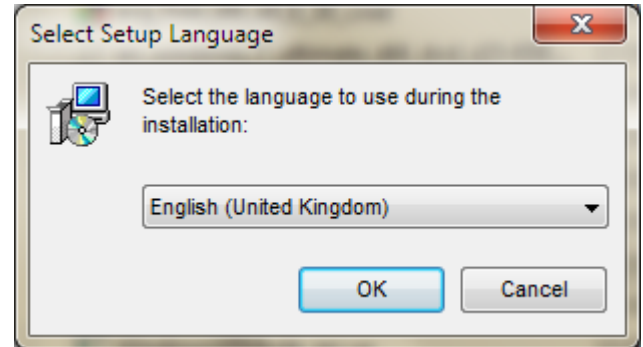 Select Setup Language
Select the language to use during the
installation:
English (United Kingdom)
OK
Cancel